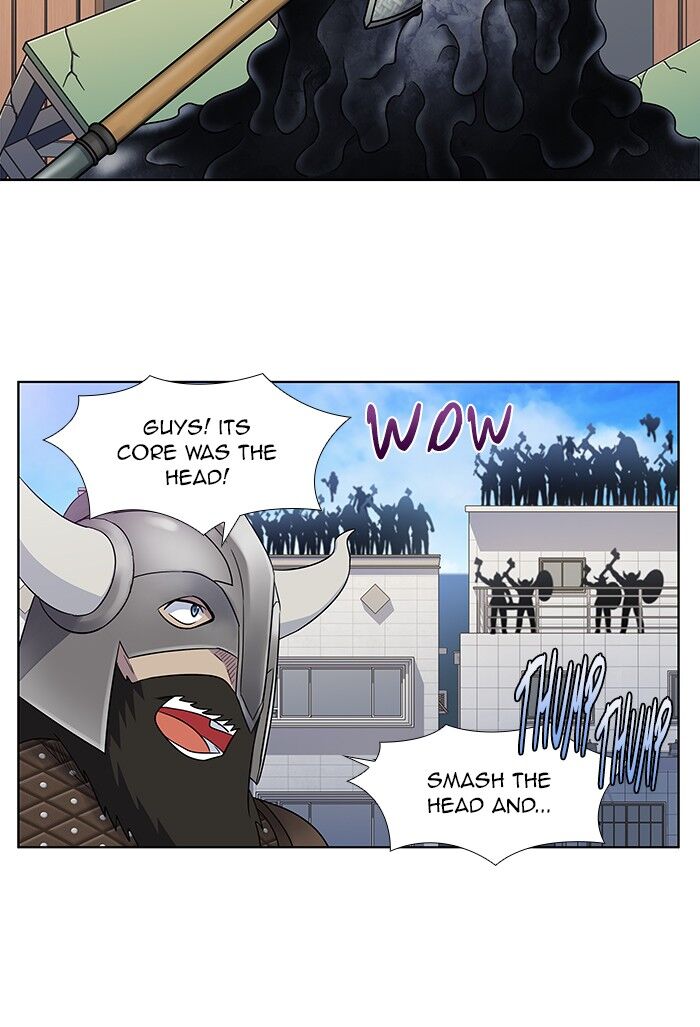 GUYS! ITS
CORE WAS THE
HEAD!
WOW
THUMP
THUMP
SMASH THE
HEAD AND...